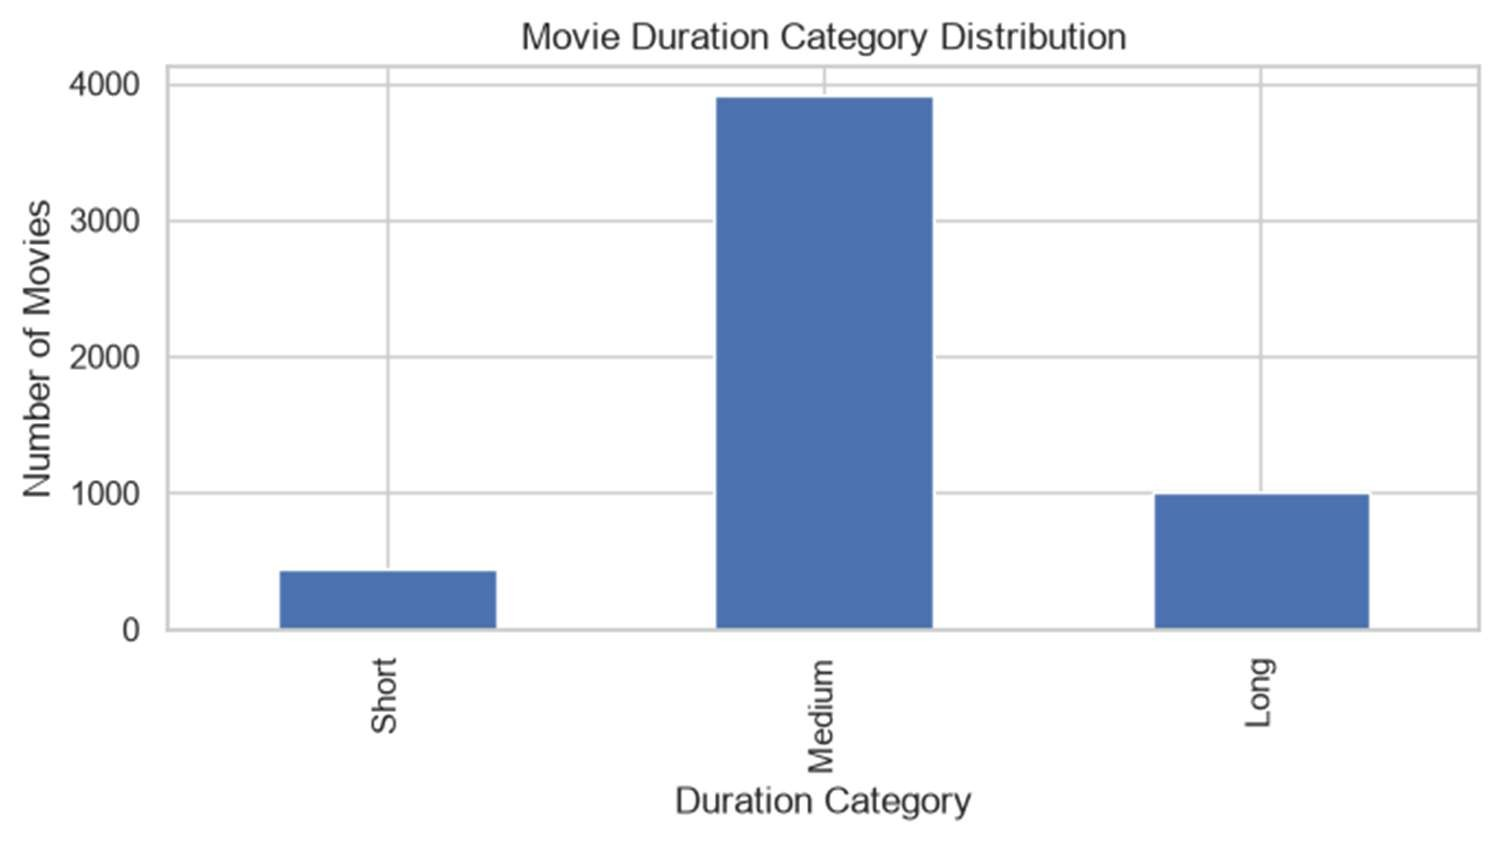 Movie Duration Category Distribution
Number of Movies
4000
3000
2000
1000
0
Short
Medium
Long
Duration Category